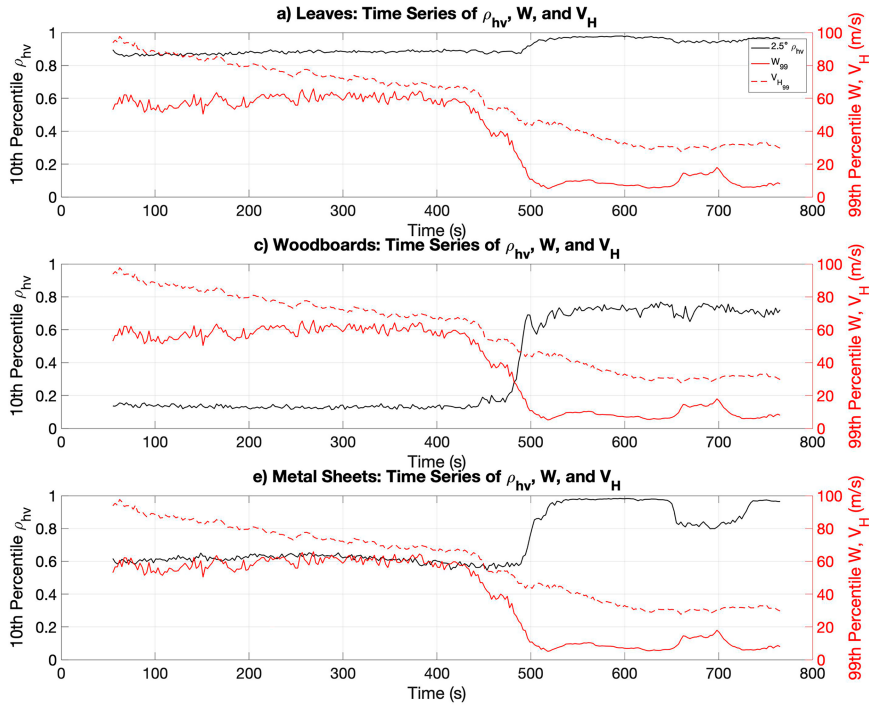 a) Leaves: Time Series of ρhv, W, and VH
10th Percentile ρhv
1
0.8
0.6
0.4
0.2
0
0 100 200 300 400 500 600 700 800
Time (s)
100
80
60
40
20
0
99th Percentile W, VH (m/s)
2.5° ρhv
W99
VH99
c) Woodboards: Time Series of ρhv, W, and VH
10th Percentile ρhv
1
0.8
0.6
0.4
0.2
0
0 100 200 300 400 500 600 700 800
Time (s)
100
80
60
40
20
0
99th Percentile W, VH (m/s)
e) Metal Sheets: Time Series of ρhv, W, and VH
10th Percentile ρhv
1
0.8
0.6
0.4
0.2
0
0 100 200 300 400 500 600 700 800
Time (s)
100
80
60
40
20
0
99th Percentile W, VH (m/s)